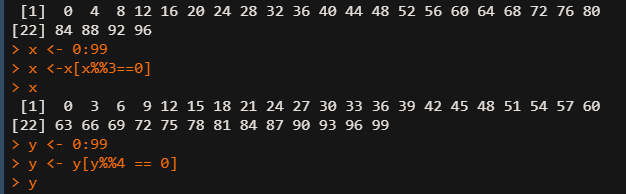 [1]  0  4  8 12 16 20 24 28 32 36 40 44 48 52 56 60 64 68 72 76 80
[22] 84 88 92 96
> x <- 0:99
> x <-x[x%%3==0]
> x
[1]  0  3  6  9 12 15 18 21 24 27 30 33 36 39 42 45 48 51 54 57 60
[22] 63 66 69 72 75 78 81 84 87 90 93 96 99
> y <- 0:99
> y <- y[y%%4 == 0]
> y